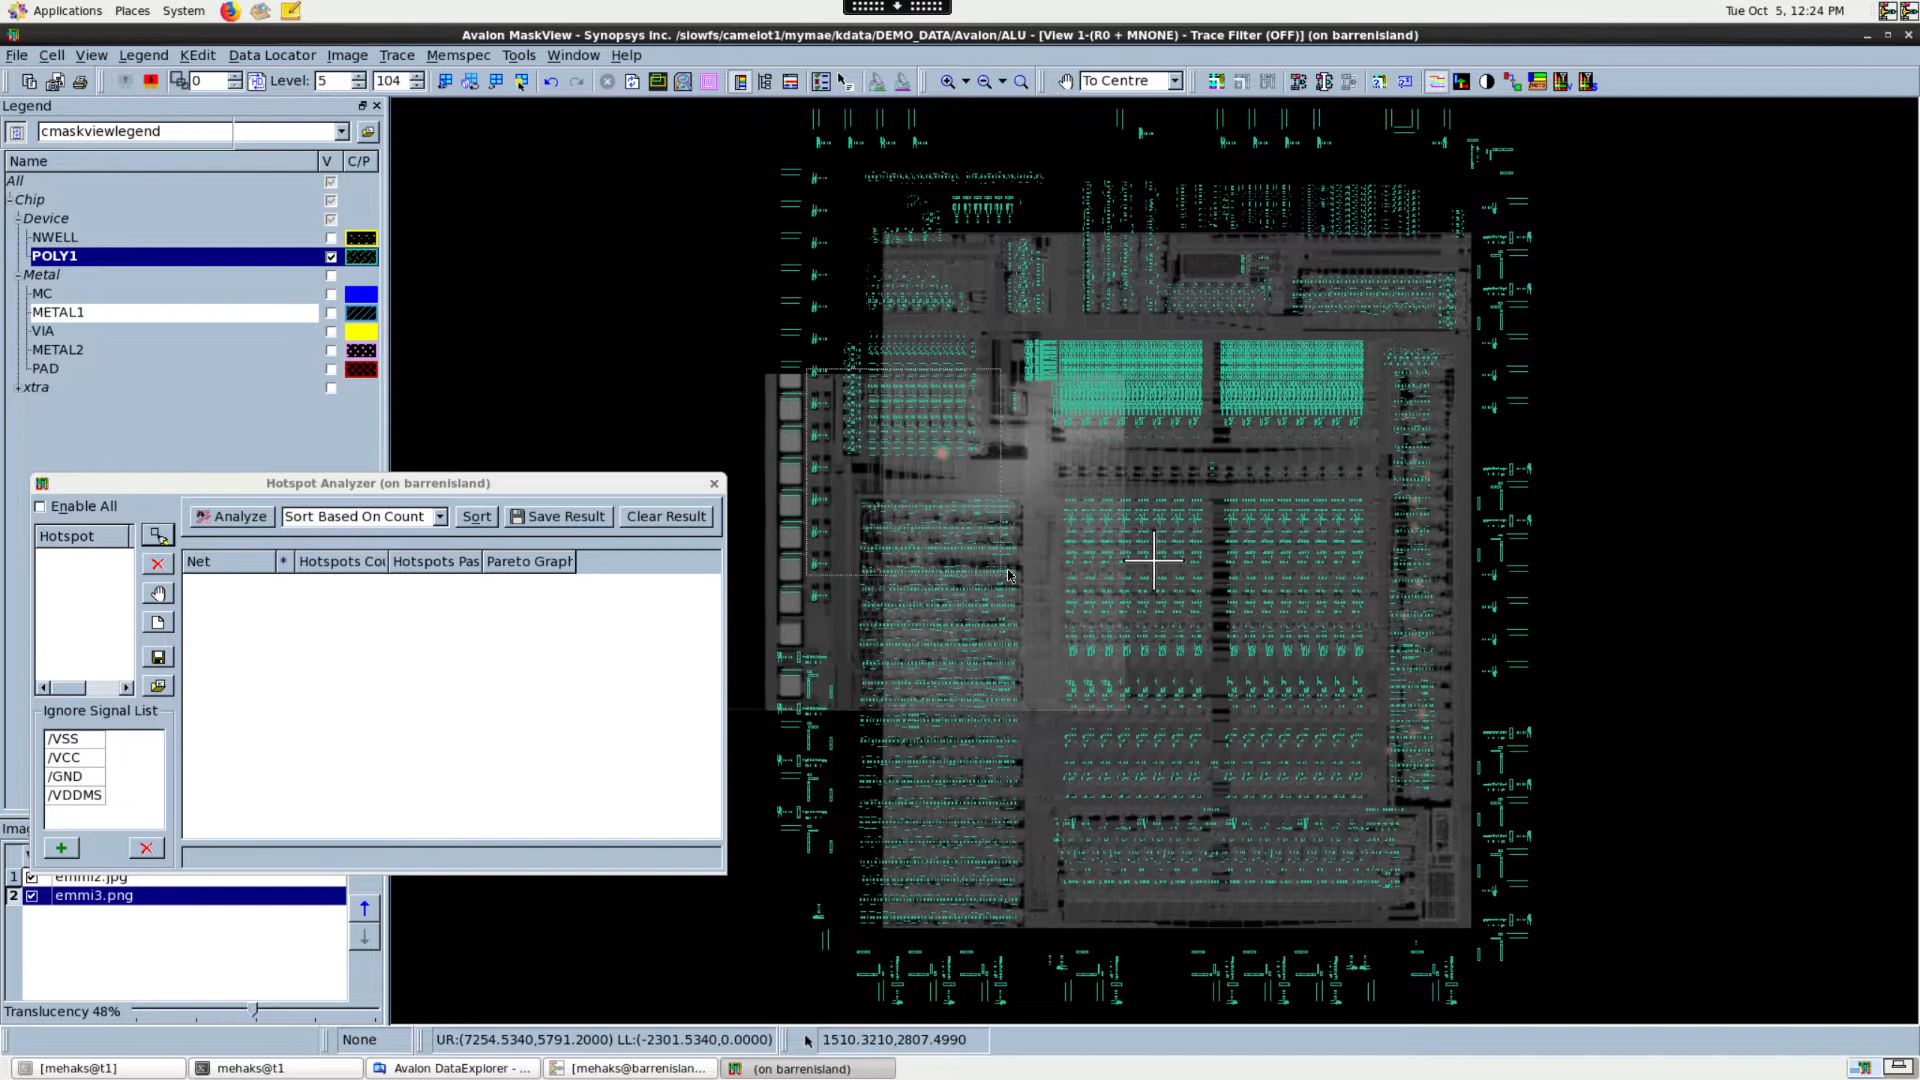 Applications Places System Tue Oct 5, 12:24 PM
Avalon MaskView - Synopsys Inc. /slowfs/camelot1/mymae/kdata/DEMO_DATA/Avalon/ALU - [View 1-(R0 + MNONE) - Trace Filter (OFF)] (on barrenisland)
File Cell View Legend KEdit Data Locator Image Trace Memspec Tools Window Help
0 Level: 5 104 To Centre
Legend
cmaskviewlegend
Name V C/P
All
Chip
Device
NWELL
POLY1
Metal
MC
METAL1
VIA
METAL2
PAD
xtra
Hotspot Analyzer (on barrenisland)
Enable All
Analyze Sort Based On Count Sort Save Result Clear Result
Hotspot
Net * Hotspots Cou Hotspots Pas Pareto Graph
Ignore Signal List
/VSS
/VCC
/GND
/VDDMS
Ima
1 emmi2.jpg
2 emmi3.png
Translucency 48%
None UR:(7254.5340,5791.2000) LL:(-2301.5340,0.0000) 1510.3210,2807.4990
[mehaks@t1] mehaks@t1 Avalon DataExplorer - ... [mehaks@barrenislan... (on barrenisland)